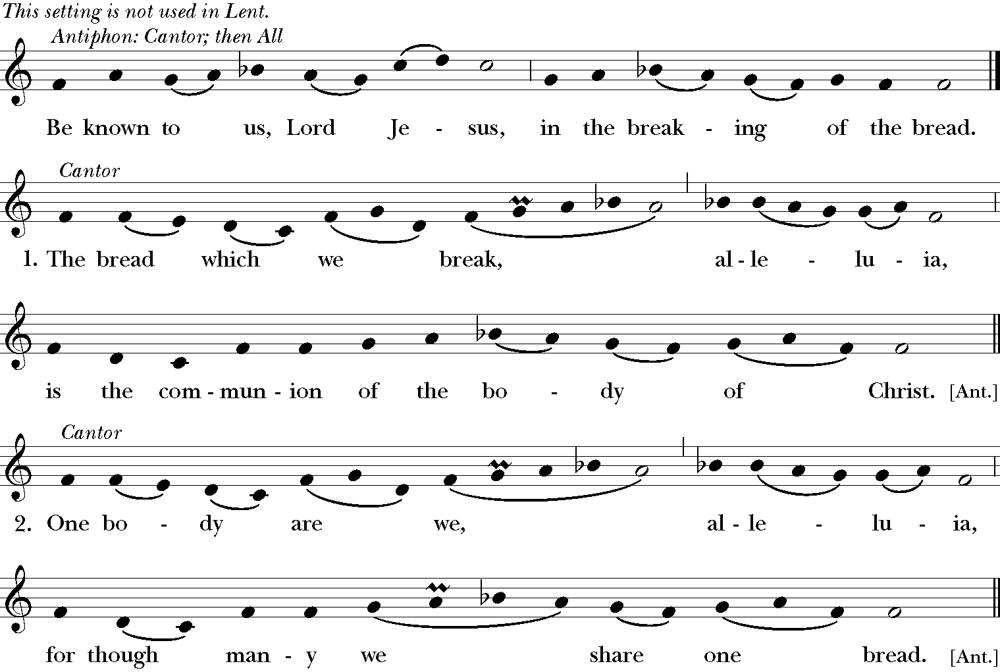 This setting is not used in Lent.
Antiphon: Cantor; then All
Be known to us, Lord Je - sus, in the break - ing of the bread.
Cantor
1. The bread which we break, al - le - lu - ia,
is the com - mun - ion of the bo - dy of Christ. [Ant.]
Cantor
2. One bo - dy are we, al - le - lu - ia,
for though man - y we share one bread. [Ant.]